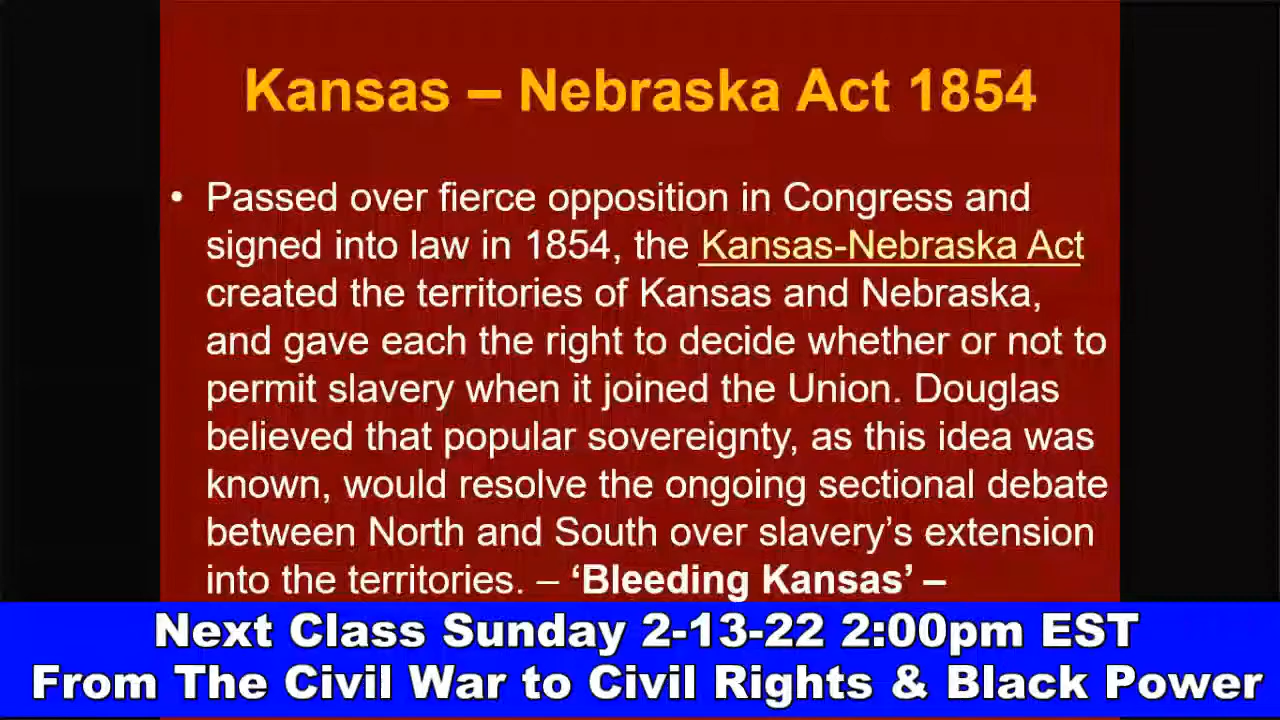 Kansas – Nebraska Act 1854
• Passed over fierce opposition in Congress and
signed into law in 1854, the Kansas-Nebraska Act
created the territories of Kansas and Nebraska,
and gave each the right to decide whether or not to
permit slavery when it joined the Union. Douglas
believed that popular sovereignty, as this idea was
known, would resolve the ongoing sectional debate
between North and South over slavery’s extension
into the territories. – ‘Bleeding Kansas’ –
Next Class Sunday 2-13-22 2:00pm EST
From The Civil War to Civil Rights & Black Power